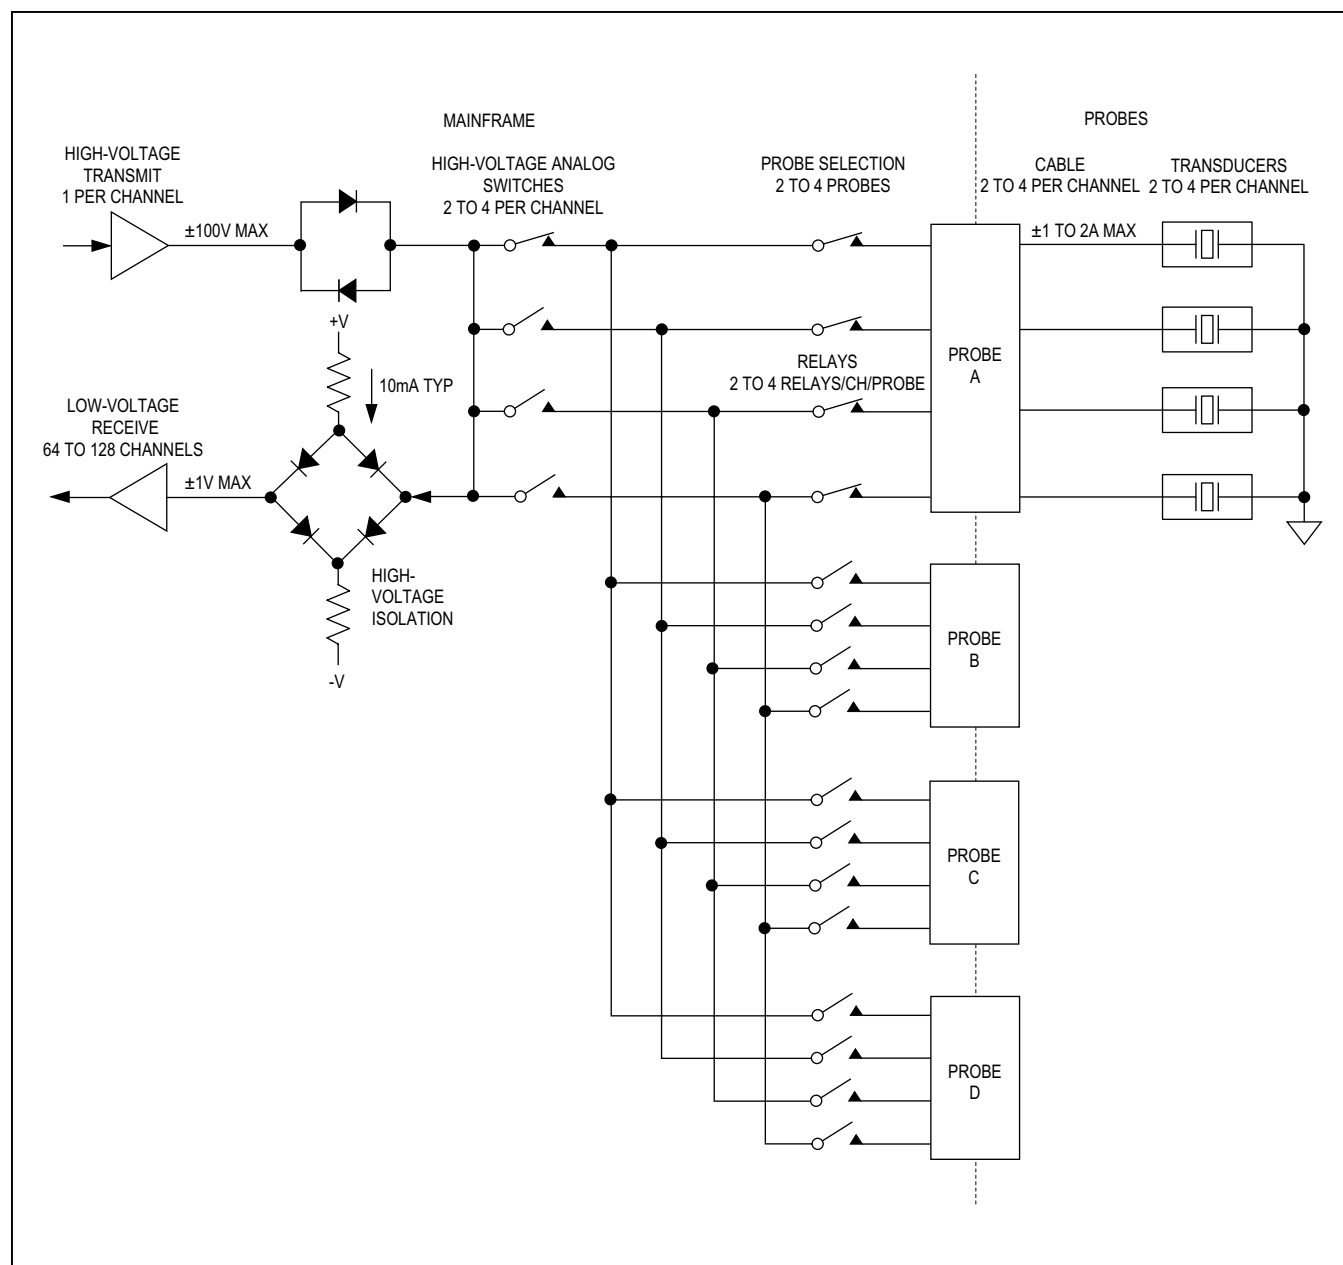 MAINFRAME
PROBES
HIGH-VOLTAGE
TRANSMIT
1 PER CHANNEL
HIGH-VOLTAGE ANALOG
SWITCHES
2 TO 4 PER CHANNEL
PROBE SELECTION
2 TO 4 PROBES
CABLE
2 TO 4 PER CHANNEL
TRANSDUCERS
2 TO 4 PER CHANNEL
±100V MAX
±1 TO 2A MAX
+V
10mA TYP
RELAYS
2 TO 4 RELAYS/CH/PROBE
PROBE
A
LOW-VOLTAGE
RECEIVE
64 TO 128 CHANNELS
±1V MAX
HIGH-
VOLTAGE
ISOLATION
-V
PROBE
B
PROBE
C
PROBE
D